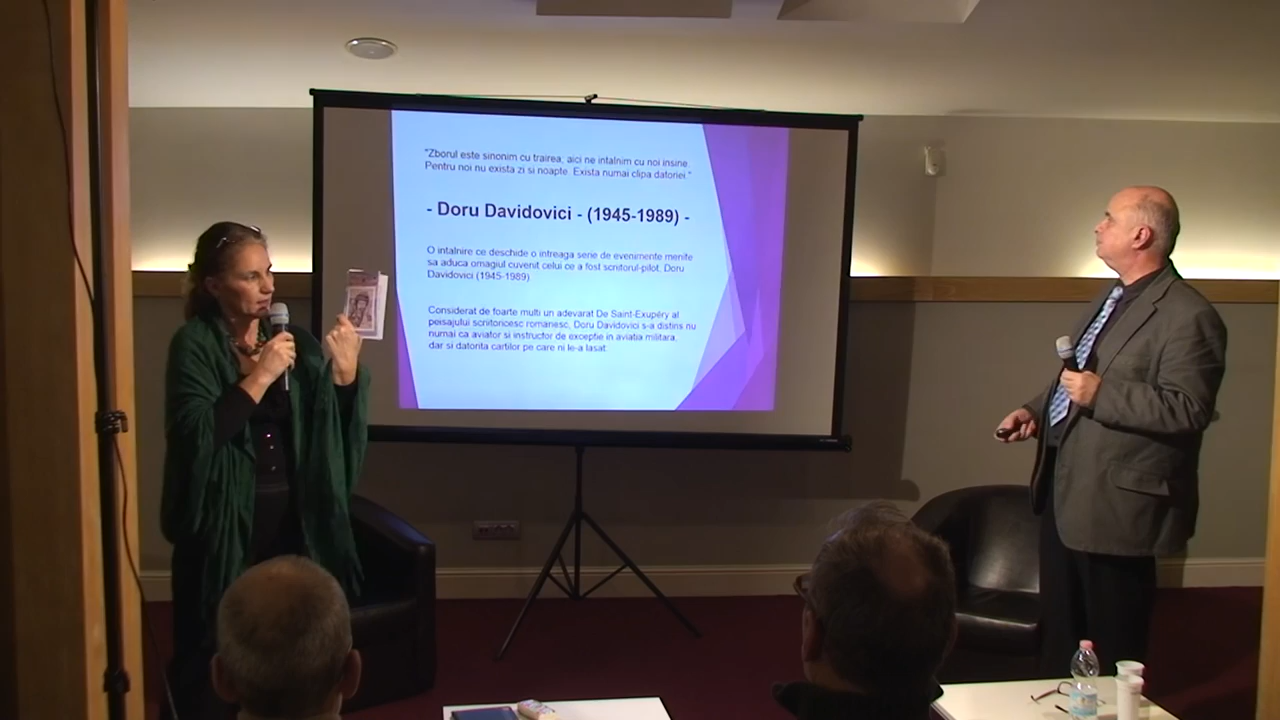 "Zborul este sinonim cu trairea; aici ne intalnim cu noi insine.
Pentru noi nu exista zi si noapte. Exista numai clipa datoriei."
- Doru Davidovici - (1945-1989) -
O intalnire ce deschide o intreaga serie de evenimente menite
sa aduca omagiul cuvenit celui ce a fost scriitorul-pilot, Doru
Davidovici (1945-1989).
Considerat de foarte multi un adevarat De Saint-Exupéry al
peisajului scriitoricesc romanesc, Doru Davidovici s-a distins nu
numai ca aviator si instructor de exceptie in aviatia militara,
dar si datorita cartilor pe care ni le-a lasat.